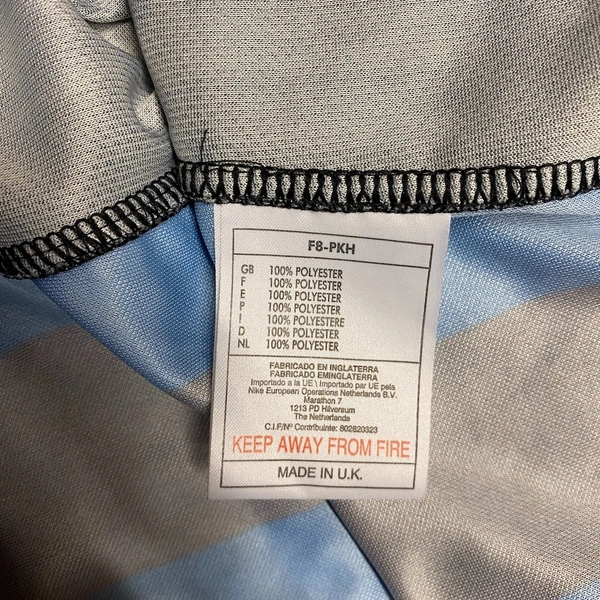 F8-PKH
GB 100% POLYESTER
F 100% POLYESTER
E 100% POLYESTER
P 100% POLYESTER
I 100% POLYESTERE
D 100% POLYESTER
NL 100% POLYESTER
FABRICADO EN INGLATERRA
FABRICADO EMINGLATERRA
Importado a la UE \ Importado par UE pela
Nike European Operations Netherlands B.V.
Marathon 7
1213 PD Hilversum
The Netherlands
C.I.F/Nº Contribuinte: 802820323
KEEP AWAY FROM FIRE
MADE IN U.K.